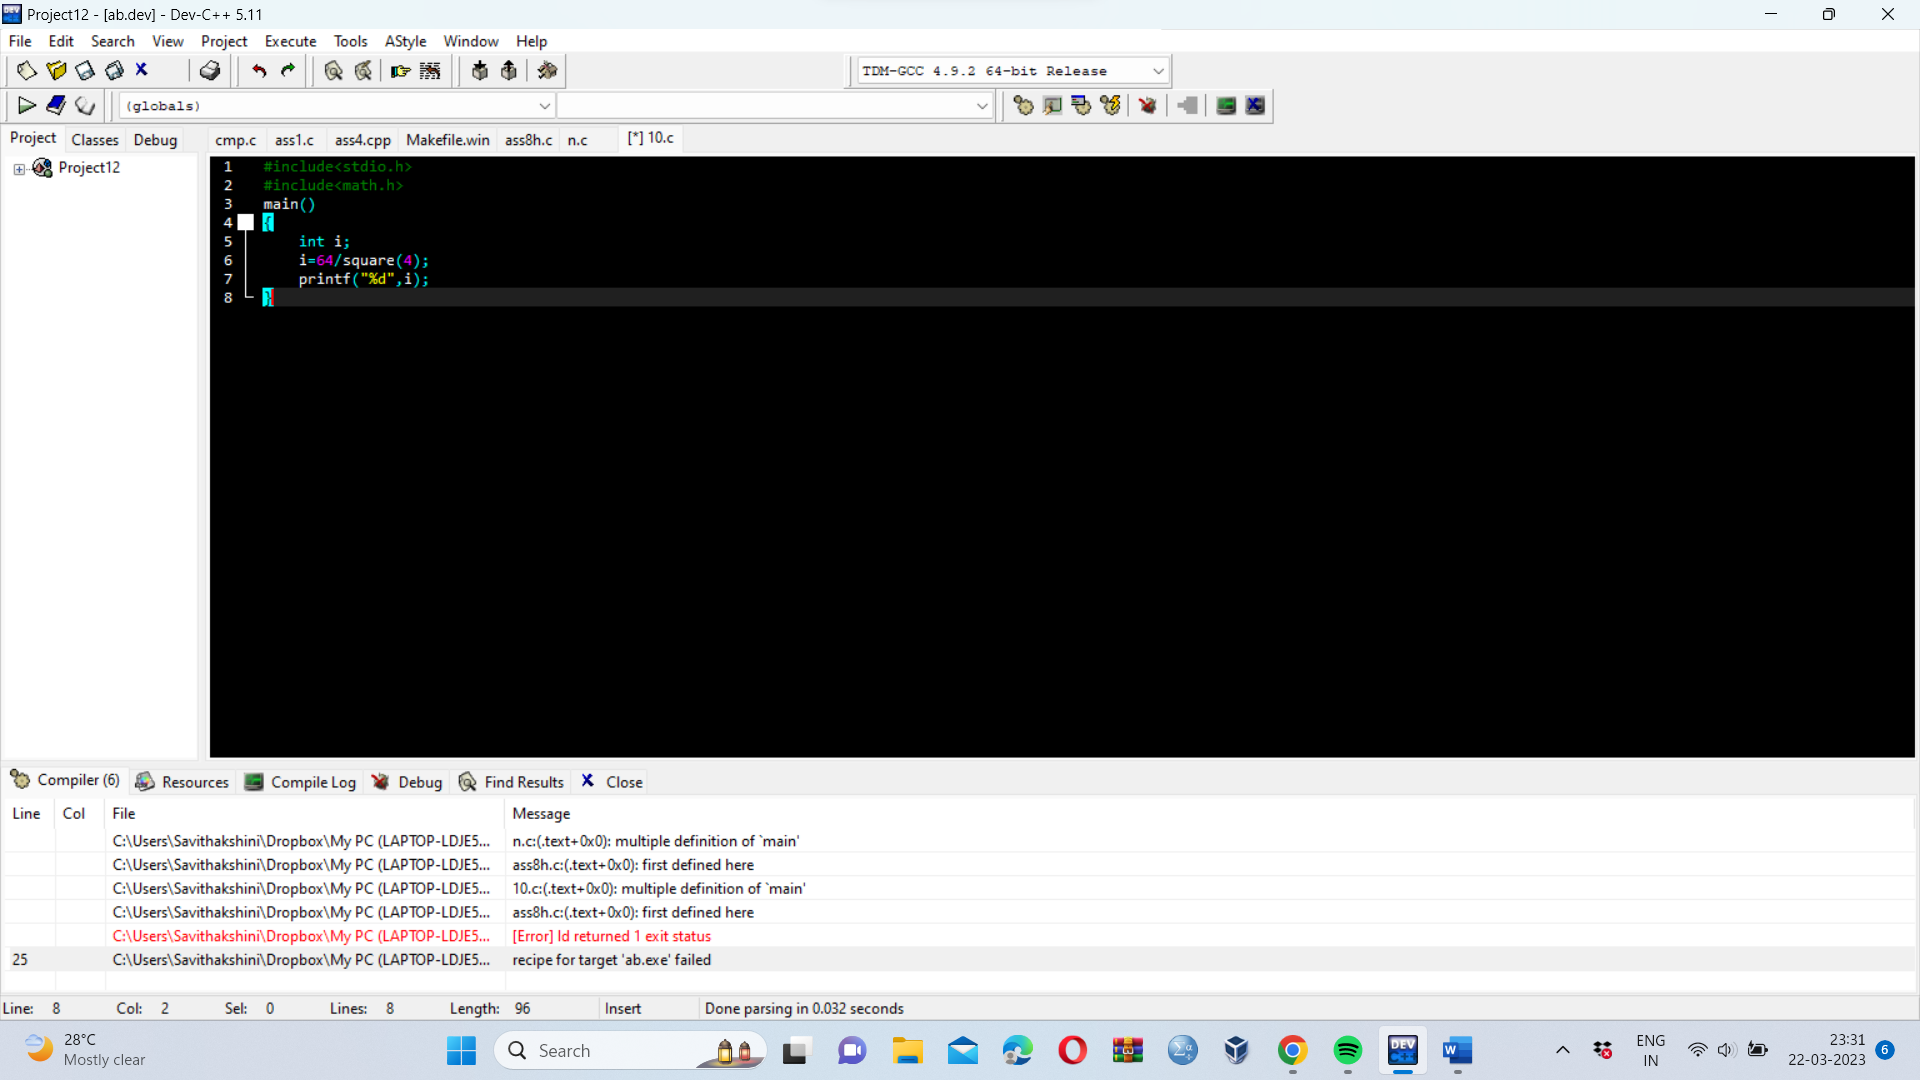 Project12 - [ab.dev] - Dev-C++ 5.11
File Edit Search View Project Execute Tools AStyle Window Help
TDM-GCC 4.9.2 64-bit Release
(globals)
Project Classes Debug cmp.c ass1.c ass4.cpp Makefile.win ass8h.c n.c [*] 10.c
Project12
1 #include<stdio.h>
2 #include<math.h>
3 main()
4 {
5 int i;
6 i=64/square(4);
7 printf("%d",i);
8 }
Compiler (6) Resources Compile Log Debug Find Results Close
Line Col File Message
C:\Users\Savithakshini\Dropbox\My PC (LAPTOP-LDJE5... n.c:(.text+0x0): multiple definition of `main'
C:\Users\Savithakshini\Dropbox\My PC (LAPTOP-LDJE5... ass8h.c:(.text+0x0): first defined here
C:\Users\Savithakshini\Dropbox\My PC (LAPTOP-LDJE5... 10.c:(.text+0x0): multiple definition of `main'
C:\Users\Savithakshini\Dropbox\My PC (LAPTOP-LDJE5... ass8h.c:(.text+0x0): first defined here
C:\Users\Savithakshini\Dropbox\My PC (LAPTOP-LDJE5... [Error] ld returned 1 exit status
25 C:\Users\Savithakshini\Dropbox\My PC (LAPTOP-LDJE5... recipe for target 'ab.exe' failed
Line: 8 Col: 2 Sel: 0 Lines: 8 Length: 96 Insert Done parsing in 0.032 seconds
28°C
Mostly clear
Search
DEV
C++
W
ENG
IN
23:31
22-03-2023
6